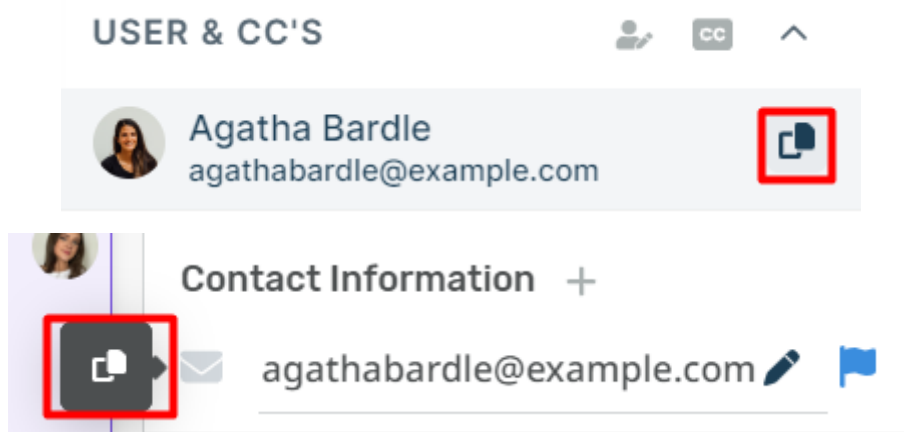 USER & CC'S
CC
Agatha Bardle
agathabardle@example.com
Contact Information +
agathabardle@example.com